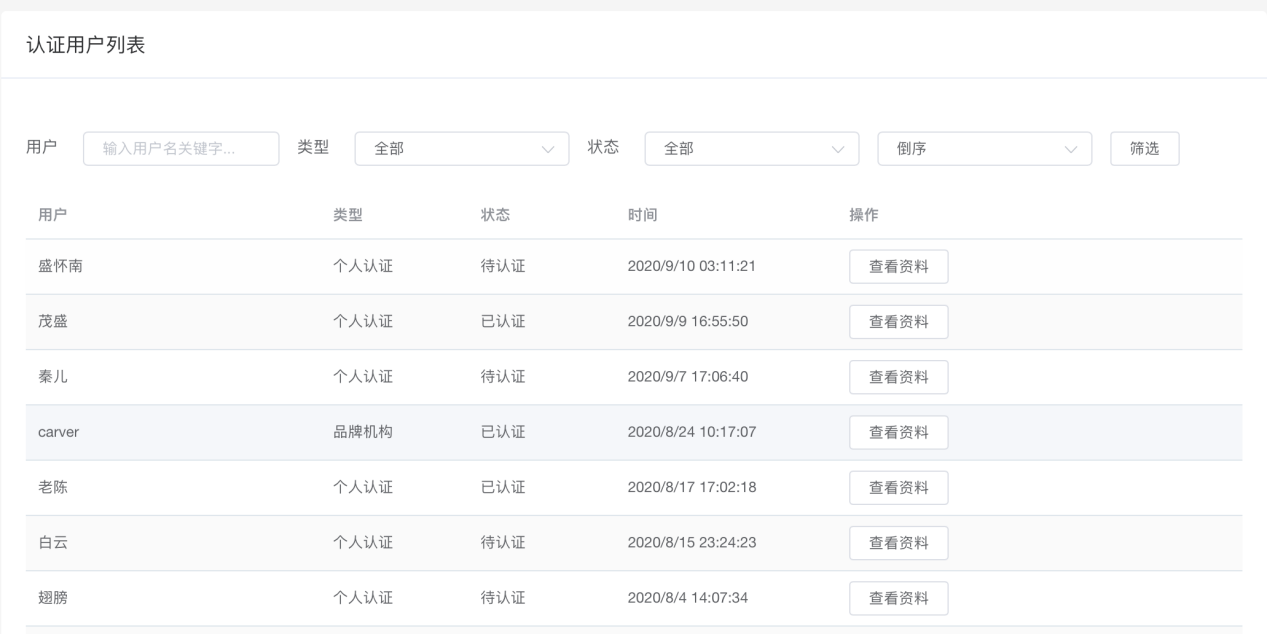 认证用户列表
用户 输入用户名关键字... 类型 全部 状态 全部 倒序 筛选
用户 类型 状态 时间 操作
盛怀南 个人认证 待认证 2020/9/10 03:11:21 查看资料
茂盛 个人认证 已认证 2020/9/9 16:55:50 查看资料
秦儿 个人认证 待认证 2020/9/7 17:06:40 查看资料
carver 品牌机构 已认证 2020/8/24 10:17:07 查看资料
老陈 个人认证 已认证 2020/8/17 17:02:18 查看资料
白云 个人认证 待认证 2020/8/15 23:24:23 查看资料
翅膀 个人认证 待认证 2020/8/4 14:07:34 查看资料